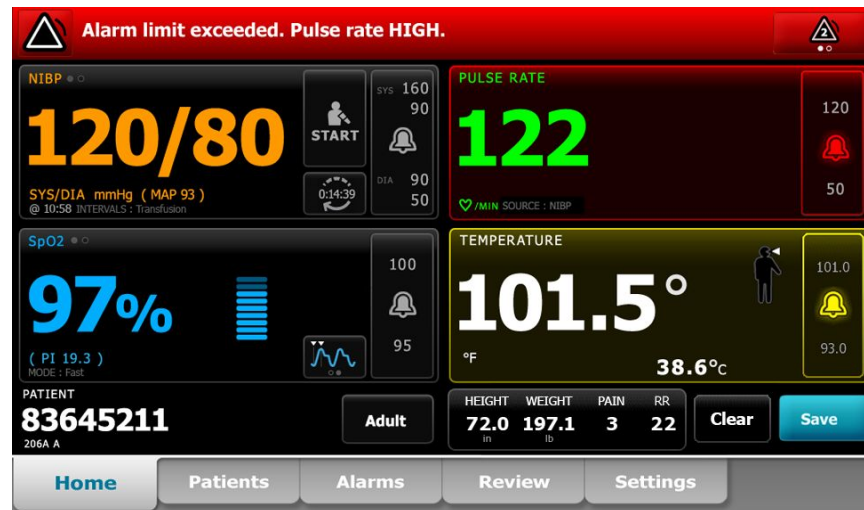 Alarm limit exceeded. Pulse rate HIGH.
2
NIBP
120/80
SYS/DIA mmHg ( MAP 93 )
@ 10:58 INTERVALS : Transfusion
START
0:14:39
SYS 160
90
DIA 90
50
PULSE RATE
122
/MIN SOURCE : NIBP
120
50
SpO2
97%
( PI 19.3 )
MODE : Fast
100
95
TEMPERATURE
101.5°
°F
38.6°C
101.0
93.0
PATIENT
83645211
206A A
Adult
HEIGHT WEIGHT PAIN RR
72.0 197.1 3 22
in lb
Clear
Save
Home Patients Alarms Review Settings